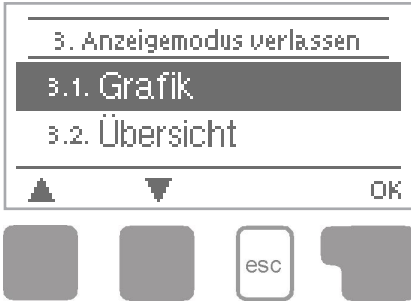 3. Anzeigemodus verlassen
3.1. Grafik
3.2. Übersicht
OK
esc